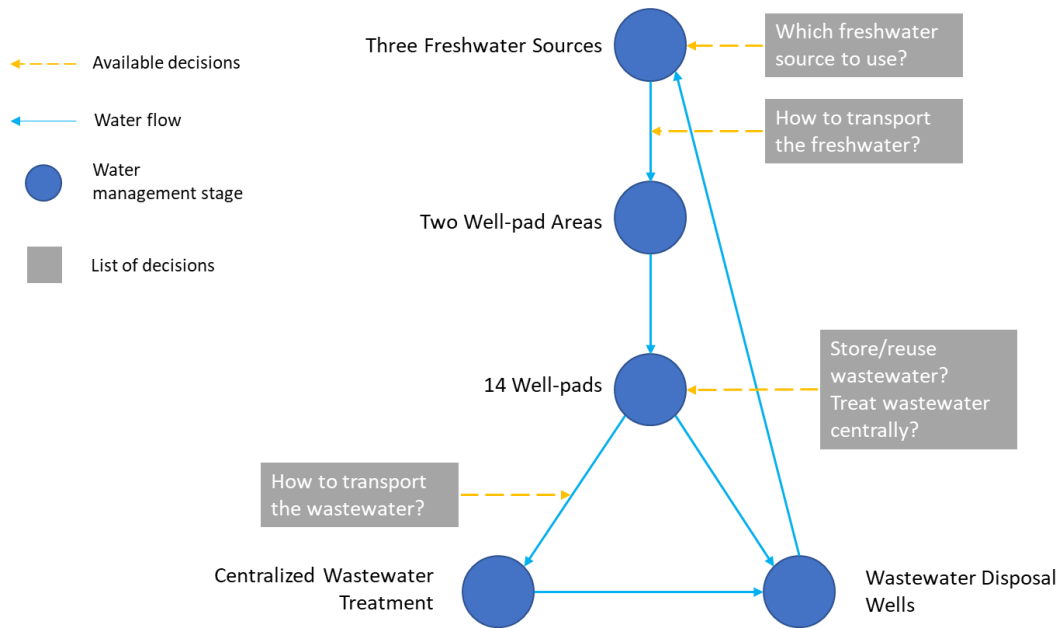 Available decisions
Water flow
Water
management stage
List of decisions
Three Freshwater Sources
Which freshwater
source to use?
How to transport
the freshwater?
Two Well-pad Areas
14 Well-pads
Store/reuse
wastewater?
Treat wastewater
centrally?
How to transport
the wastewater?
Centralized Wastewater
Treatment
Wastewater Disposal
Wells